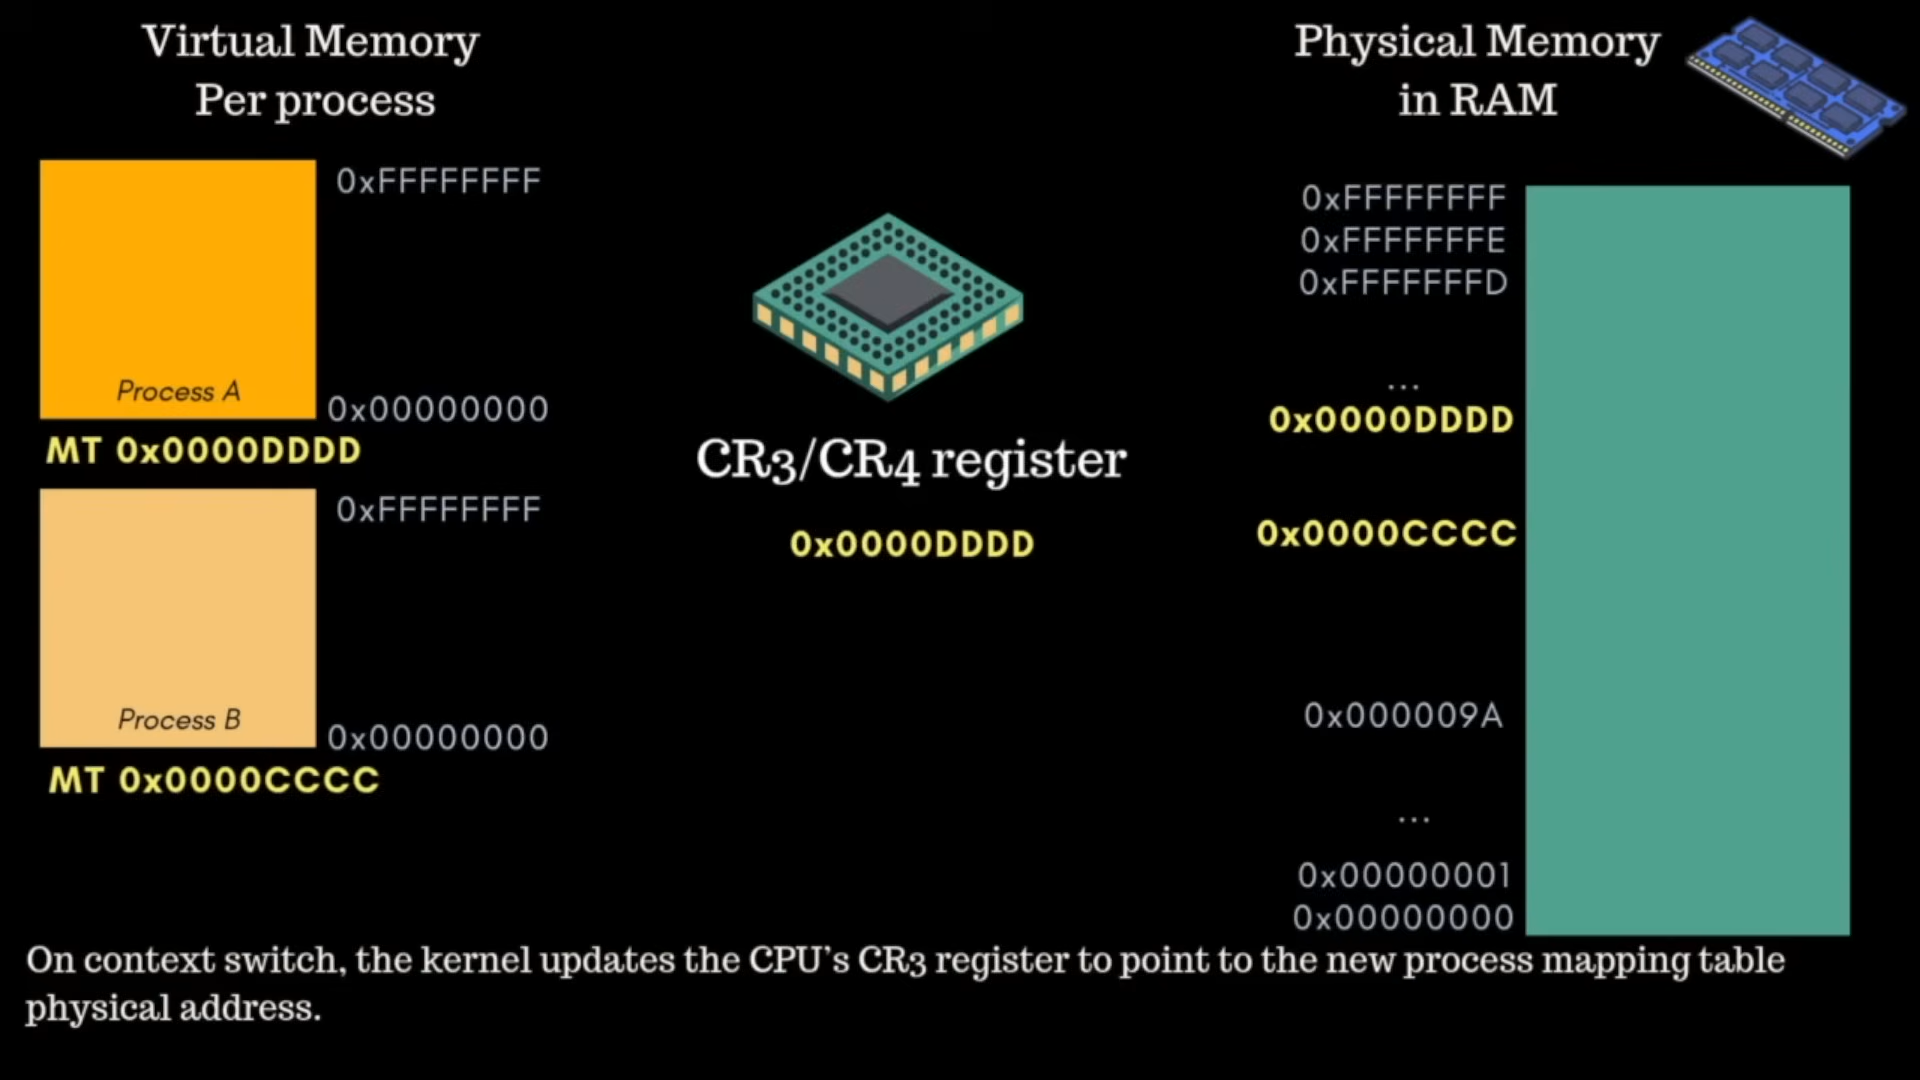 Virtual Memory
Per process
0xFFFFFFFF
Process A
0x00000000
MT 0x0000DDDD
0xFFFFFFFF
Process B
0x00000000
MT 0x0000CCCC
CR3/CR4 register
0x0000DDDD
Physical Memory
in RAM
0xFFFFFFFF
0xFFFFFFFE
0xFFFFFFFD
...
0x0000DDDD
0x0000CCCC
0x000009A
...
0x00000001
0x00000000
On context switch, the kernel updates the CPU's CR3 register to point to the new process mapping table
physical address.